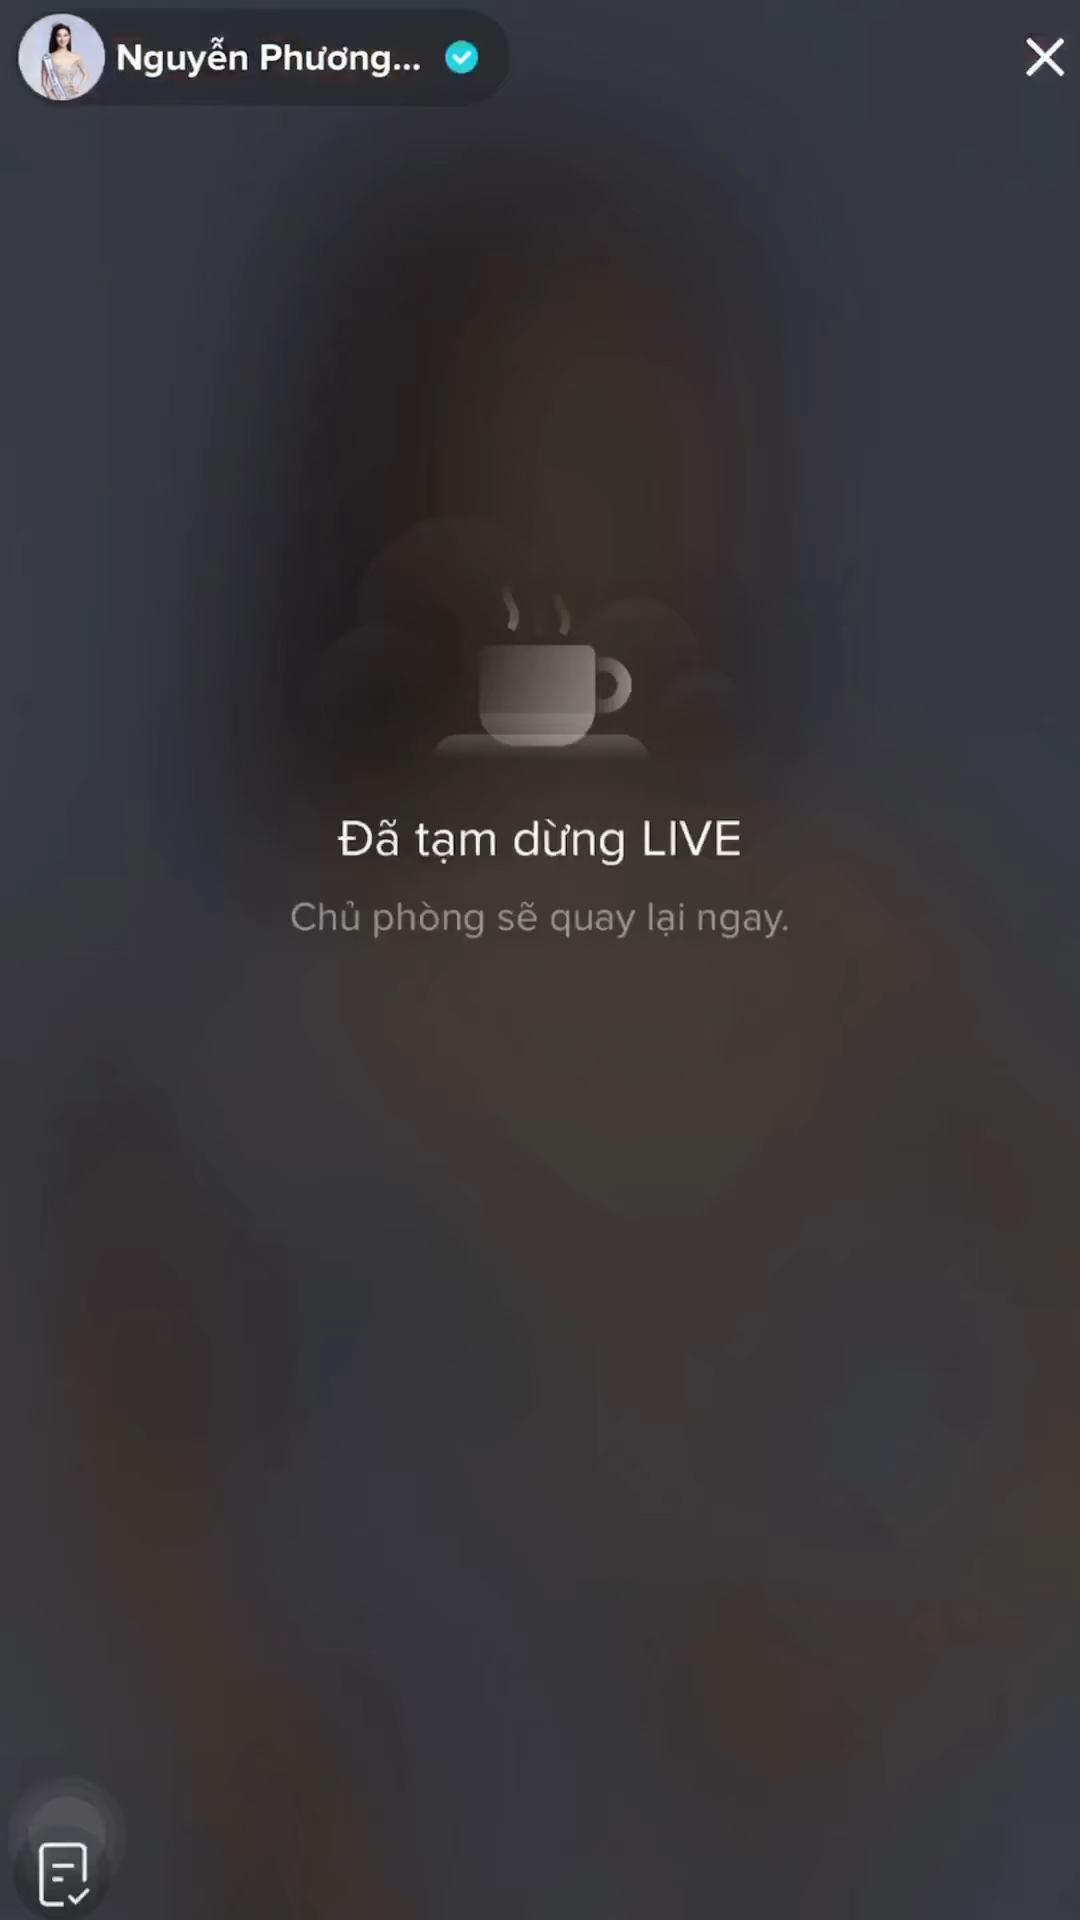 Nguyễn Phương...
Đã tạm dừng LIVE
Chủ phòng sẽ quay lại ngay.